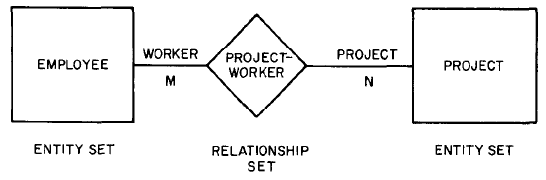 EMPLOYEE
WORKER
M
PROJECT-
WORKER
PROJECT
N
PROJECT
ENTITY SET
RELATIONSHIP
SET
ENTITY SET